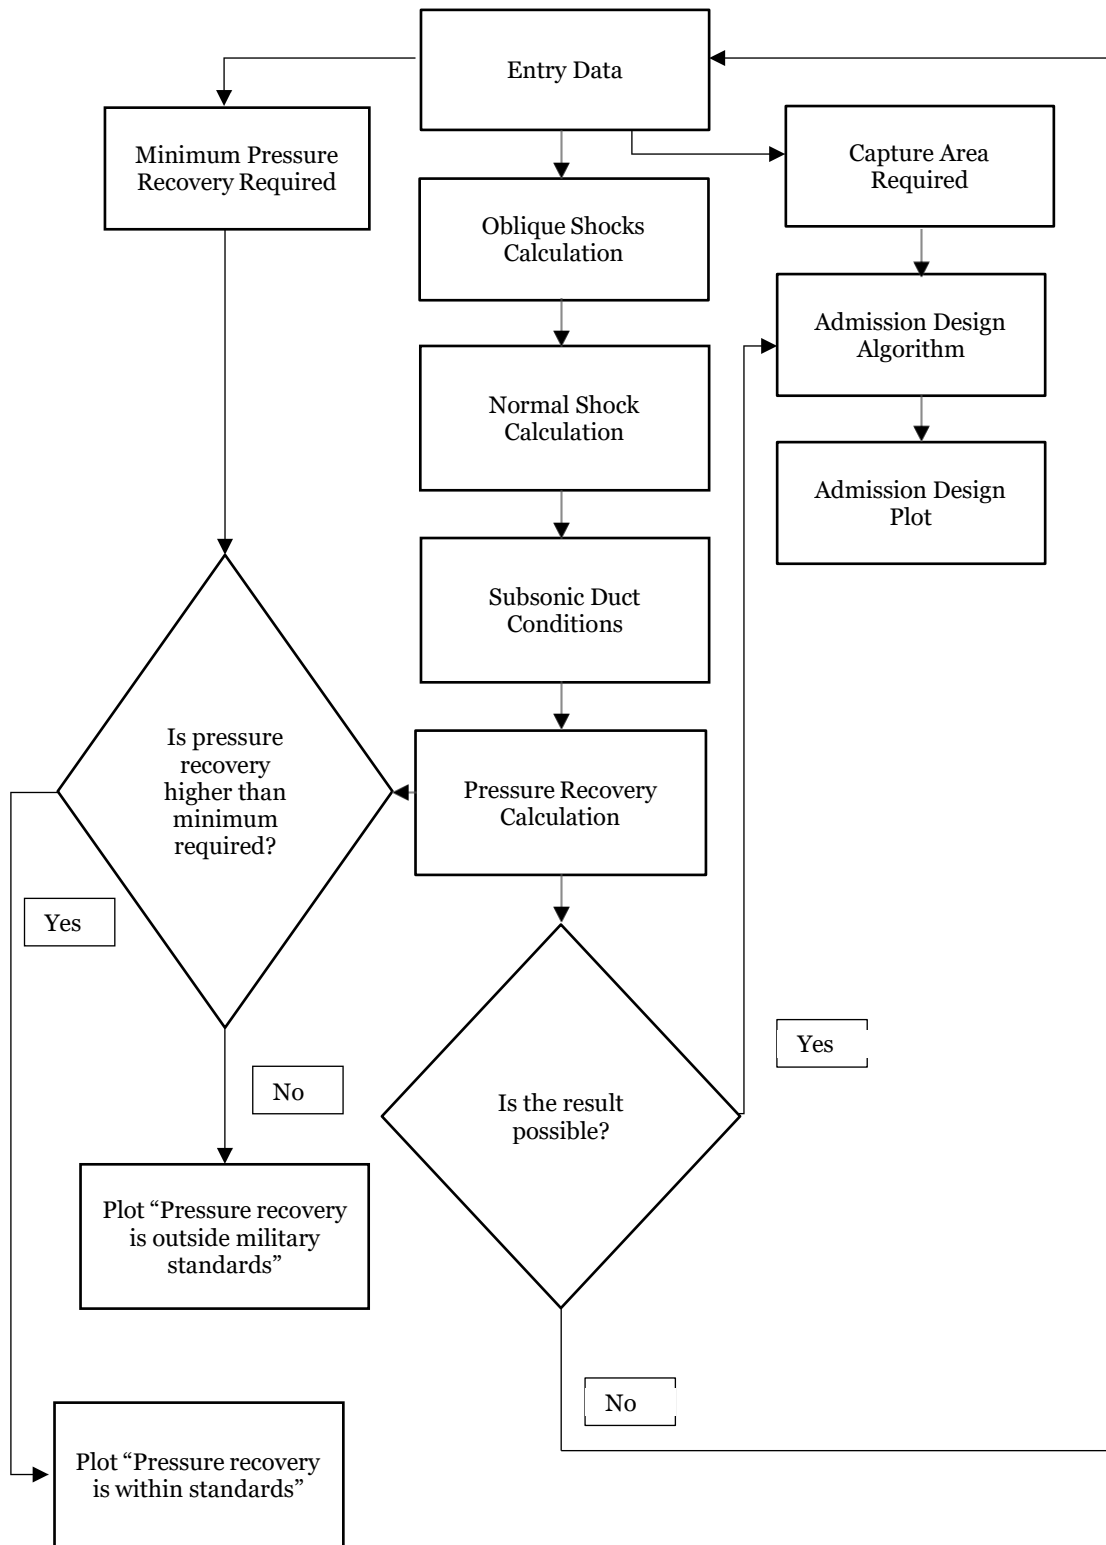 Entry Data
Minimum Pressure
Recovery Required
Capture Area
Required
Oblique Shocks
Calculation
Admission Design
Algorithm
Normal Shock
Calculation
Admission Design
Plot
Subsonic Duct
Conditions
Is pressure
recovery
higher than
minimum
required?
Pressure Recovery
Calculation
Yes
Yes
No
Is the result
possible?
Plot “Pressure recovery
is outside military
standards”
No
Plot “Pressure recovery
is within standards”